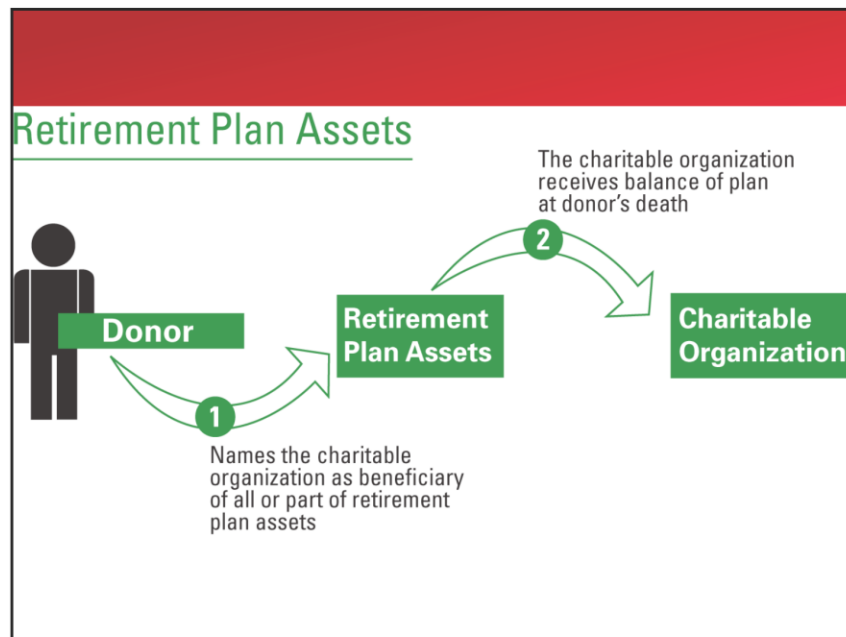 Retirement Plan Assets
The charitable organization
receives balance of plan
at donor's death
2
Donor
Retirement
Plan Assets
Charitable
Organization
1
Names the charitable
organization as beneficiary
of all or part of retirement
plan assets